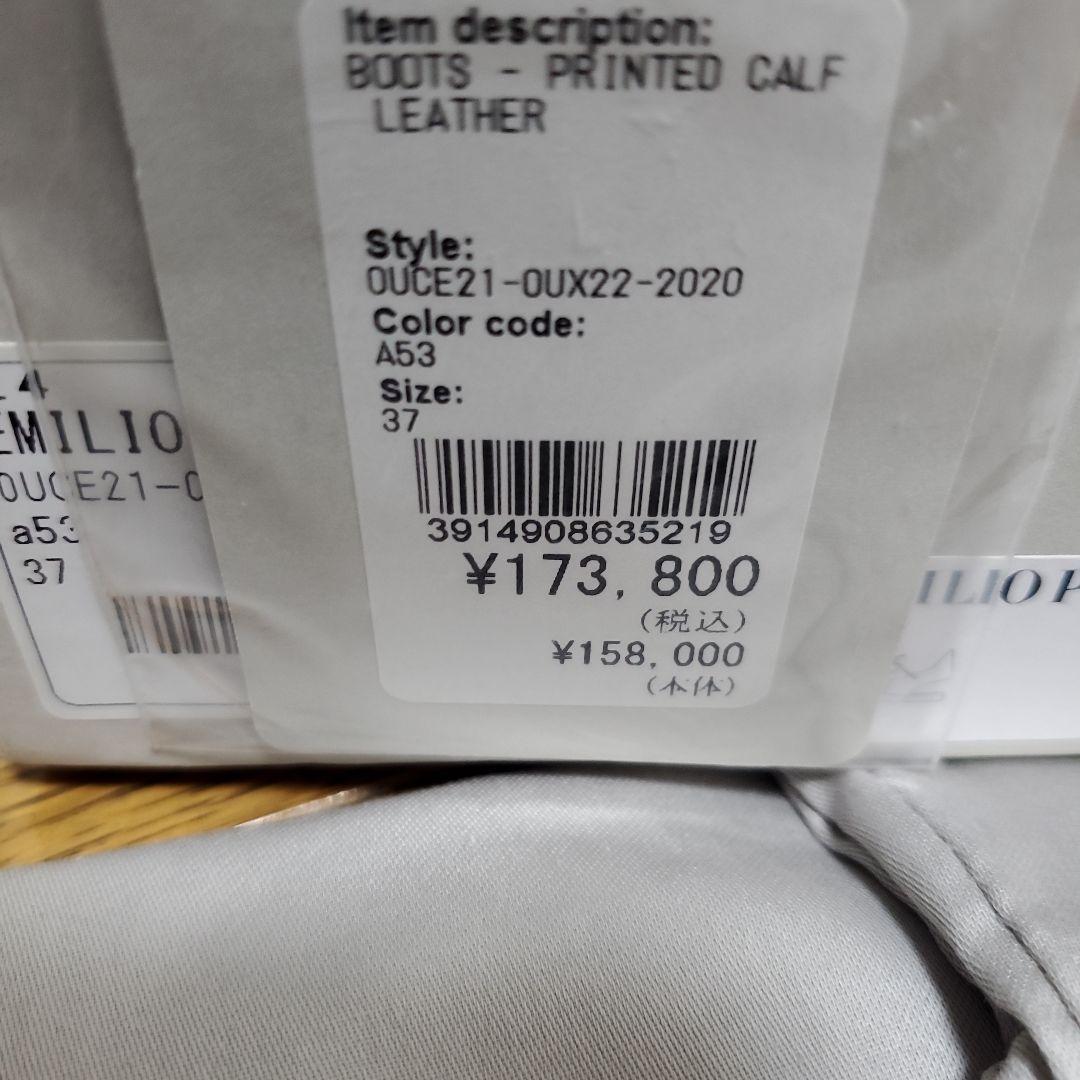 Item description:
BOOTS - PRINTED CALF
LEATHER
Style:
0UCE21-0UX22-2020
Color code:
A53
Size:
37
3914908635219
¥173,800
(税込)
¥158,000
(本体)
EMILIO
0UCE21-0
a53
37
ILIO P